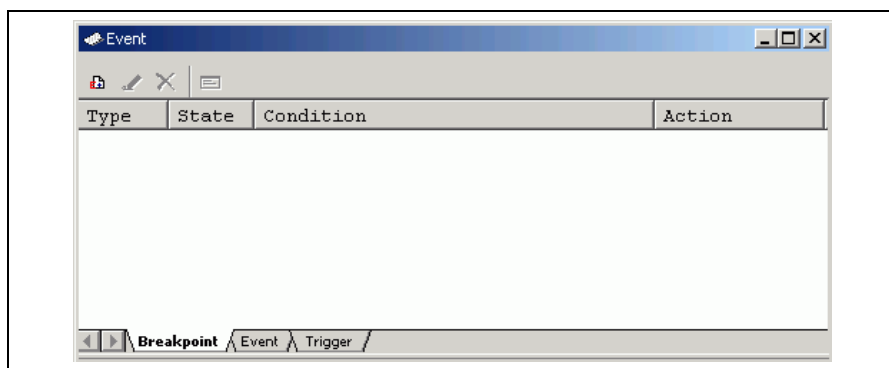 Event
Type State Condition Action
Breakpoint Event Trigger